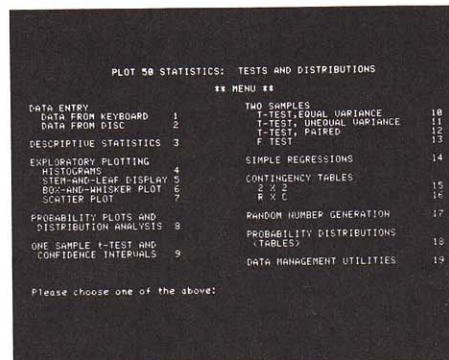 PLOT 50 STATISTICS: TESTS AND DISTRIBUTIONS
** MENU **
DATA ENTRY
DATA FROM KEYBOARD 1
DATA FROM DISC 2
DESCRIPTIVE STATISTICS 3
EXPLORATORY PLOTTING
HISTOGRAMS 4
STEM-AND-LEAF DISPLAY 5
BOX-AND-WHISKER PLOT 6
SCATTER PLOT 7
PROBABILITY PLOTS AND
DISTRIBUTION ANALYSIS 8
ONE SAMPLE t-TEST AND
CONFIDENCE INTERVALS 9
TWO SAMPLES
T-TEST,EQUAL VARIANCE 10
T-TEST, UNEQUAL VARIANCE 11
T-TEST, PAIRED 12
F TEST 13
SIMPLE REGRESSIONS 14
CONTINGENCY TABLES
2 X 2 15
R X C 16
RANDOM NUMBER GENERATION 17
PROBABILITY DISTRIBUTIONS
(TABLES) 18
DATA MANAGEMENT UTILITIES 19
Please choose one of the above: